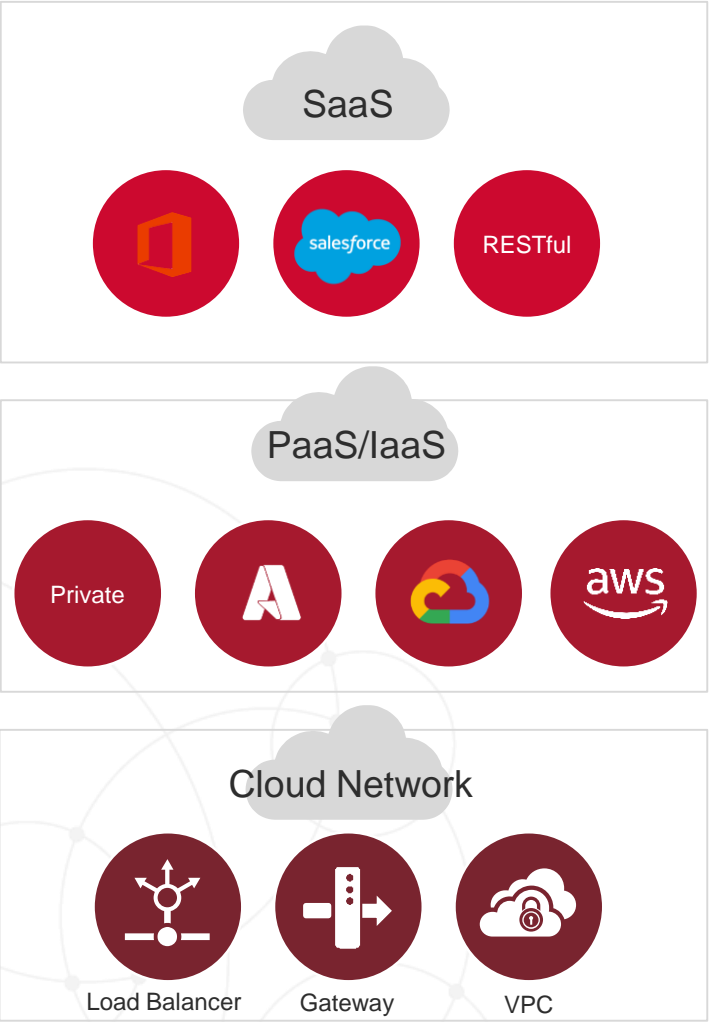 SaaS
salesforce
RESTful
PaaS/IaaS
Private
aws
Cloud Network
Load Balancer
Gateway
VPC